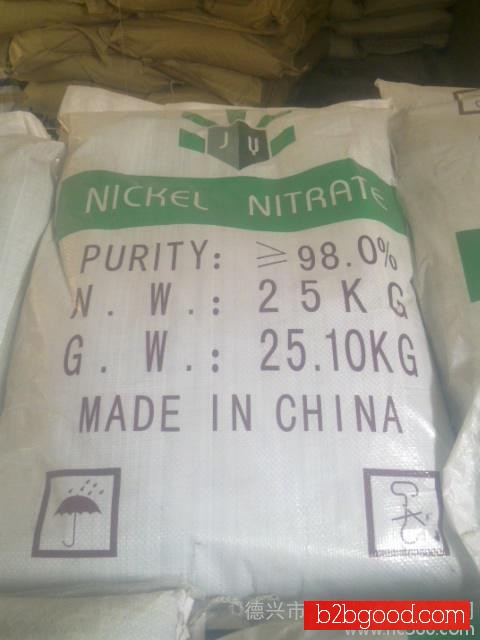 J Y
NICKEL NITRATE
PURITY: ≥98.0%
N. W.: 25KG
G. W.: 25.10KG
MADE IN CHINA
德兴市
b2bgood.com